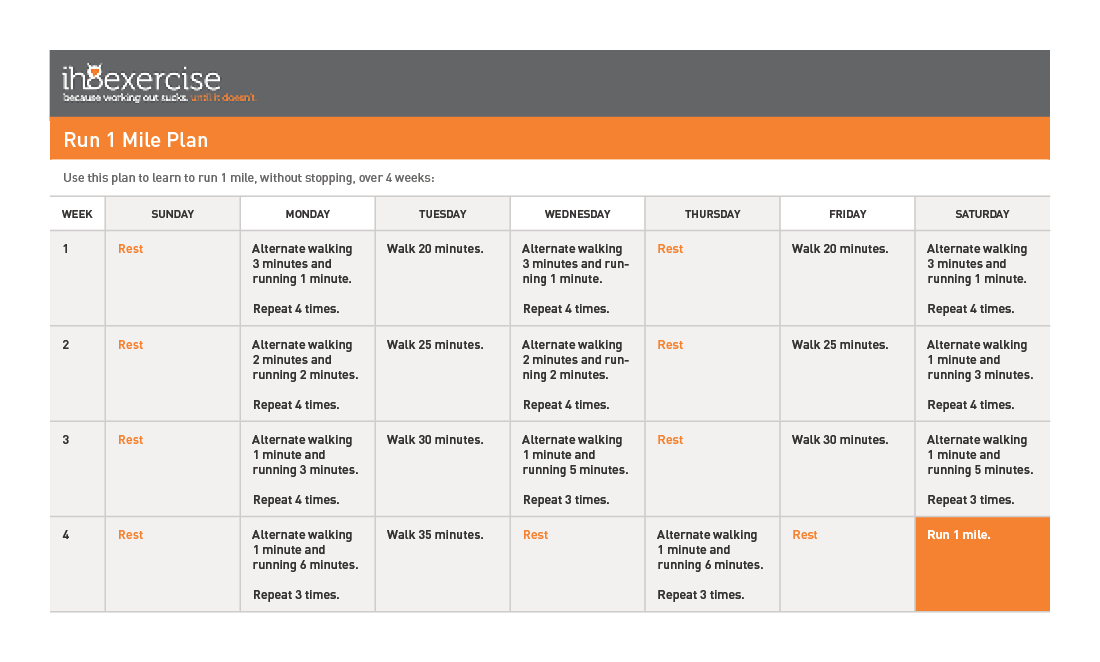 ih8exercise
because working out sucks. until it doesn't.
Run 1 Mile Plan
Use this plan to learn to run 1 mile, without stopping, over 4 weeks:
WEEK
SUNDAY
MONDAY
TUESDAY
WEDNESDAY
THURSDAY
FRIDAY
SATURDAY
1
Rest
Alternate walking
3 minutes and
running 1 minute.
Repeat 4 times.
Walk 20 minutes.
Alternate walking
3 minutes and run-
ning 1 minute.
Repeat 4 times.
Rest
Walk 20 minutes.
Alternate walking
3 minutes and
running 1 minute.
Repeat 4 times.
2
Rest
Alternate walking
2 minutes and
running 2 minutes.
Repeat 4 times.
Walk 25 minutes.
Alternate walking
2 minutes and run-
ning 2 minutes.
Repeat 4 times.
Rest
Walk 25 minutes.
Alternate walking
1 minute and
running 3 minutes.
Repeat 4 times.
3
Rest
Alternate walking
1 minute and
running 3 minutes.
Repeat 4 times.
Walk 30 minutes.
Alternate walking
1 minute and
running 5 minutes.
Repeat 3 times.
Rest
Walk 30 minutes.
Alternate walking
1 minute and
running 5 minutes.
Repeat 3 times.
4
Rest
Alternate walking
1 minute and
running 6 minutes.
Repeat 3 times.
Walk 35 minutes.
Rest
Alternate walking
1 minute and
running 6 minutes.
Repeat 3 times.
Rest
Run 1 mile.